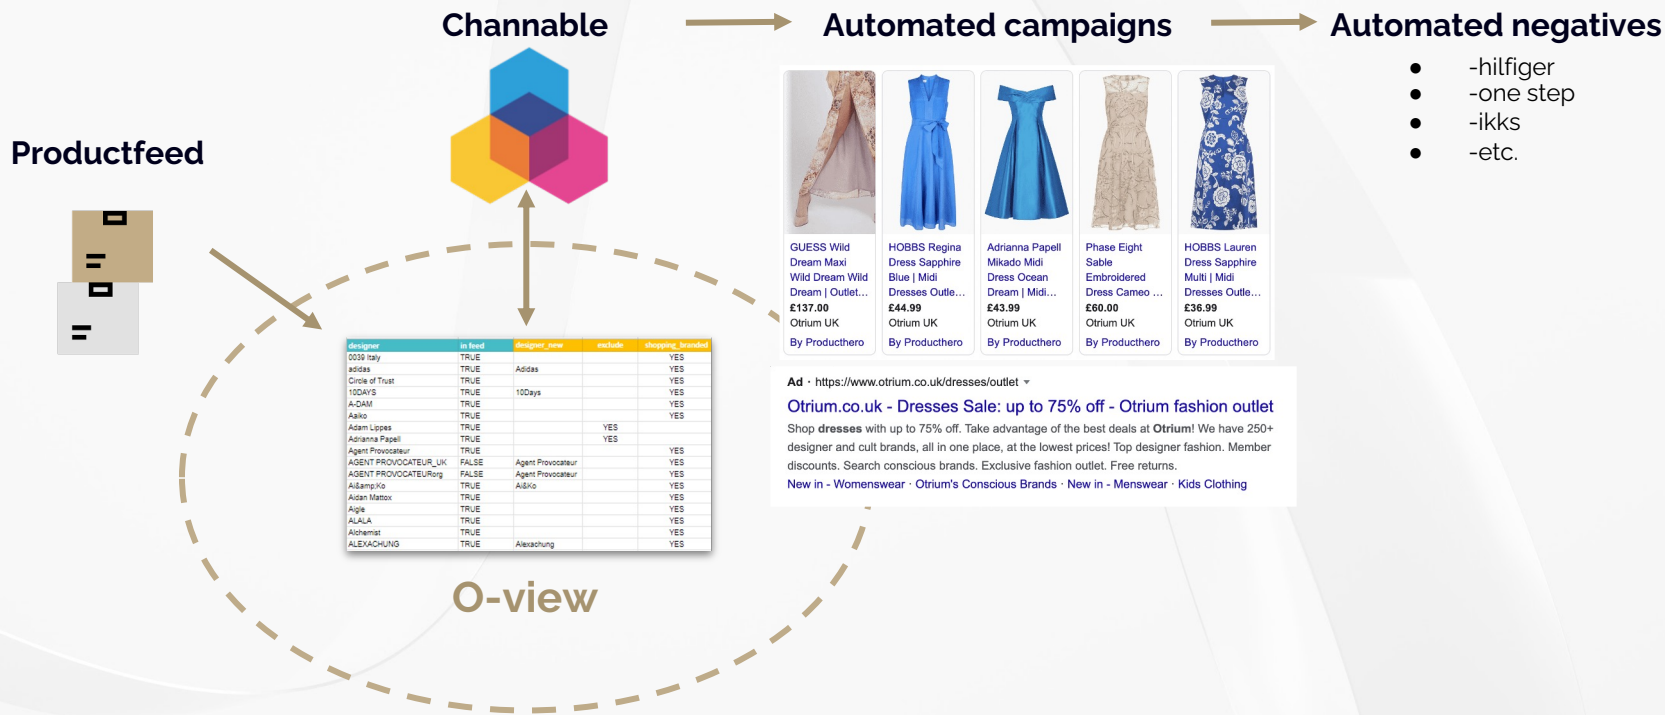 Channable
Automated campaigns
Automated negatives
-hilfiger
-one step
-ikks
-etc.
Productfeed
GUESS Wild
Dream Maxi
Wild Dream Wild
Dream | Outlet...
£137.00
Otrium UK
By Producthero
HOBBS Regina
Dress Sapphire
Blue | Midi
Dresses Outle...
£44.99
Otrium UK
By Producthero
Adrianna Papell
Mikado Midi
Dress Ocean
Dream | Midi...
£43.99
Otrium UK
By Producthero
Phase Eight
Sable
Embroidered
Dress Cameo ...
£60.00
Otrium UK
By Producthero
HOBBS Lauren
Dress Sapphire
Multi | Midi
Dresses Outle...
£36.99
Otrium UK
By Producthero
designer in feed designer_new exclude shopping_branded
0039 Italy TRUE YES
adidas TRUE Adidas YES
Circle of Trust TRUE YES
10DAYS TRUE 10Days YES
A-DAM TRUE YES
Aaiko TRUE YES
Adam Lippes TRUE YES
Adrianna Papell TRUE YES
Agent Provocateur TRUE YES
AGENT PROVOCATEUR_UK FALSE Agent Provocateur YES
AGENT PROVOCATEURorg FALSE Agent Provocateur YES
Ai&amp;Ko TRUE Ai&Ko YES
Aidan Mattox TRUE YES
Aigle TRUE YES
ALALA TRUE YES
Alchemist TRUE YES
ALEXACHUNG TRUE Alexachung YES
Ad · https://www.otrium.co.uk/dresses/outlet
Otrium.co.uk - Dresses Sale: up to 75% off - Otrium fashion outlet
Shop dresses with up to 75% off. Take advantage of the best deals at Otrium! We have 250+
designer and cult brands, all in one place, at the lowest prices! Top designer fashion. Member
discounts. Search conscious brands. Exclusive fashion outlet. Free returns.
New in - Womenswear · Otrium's Conscious Brands · New in - Menswear · Kids Clothing
O-view